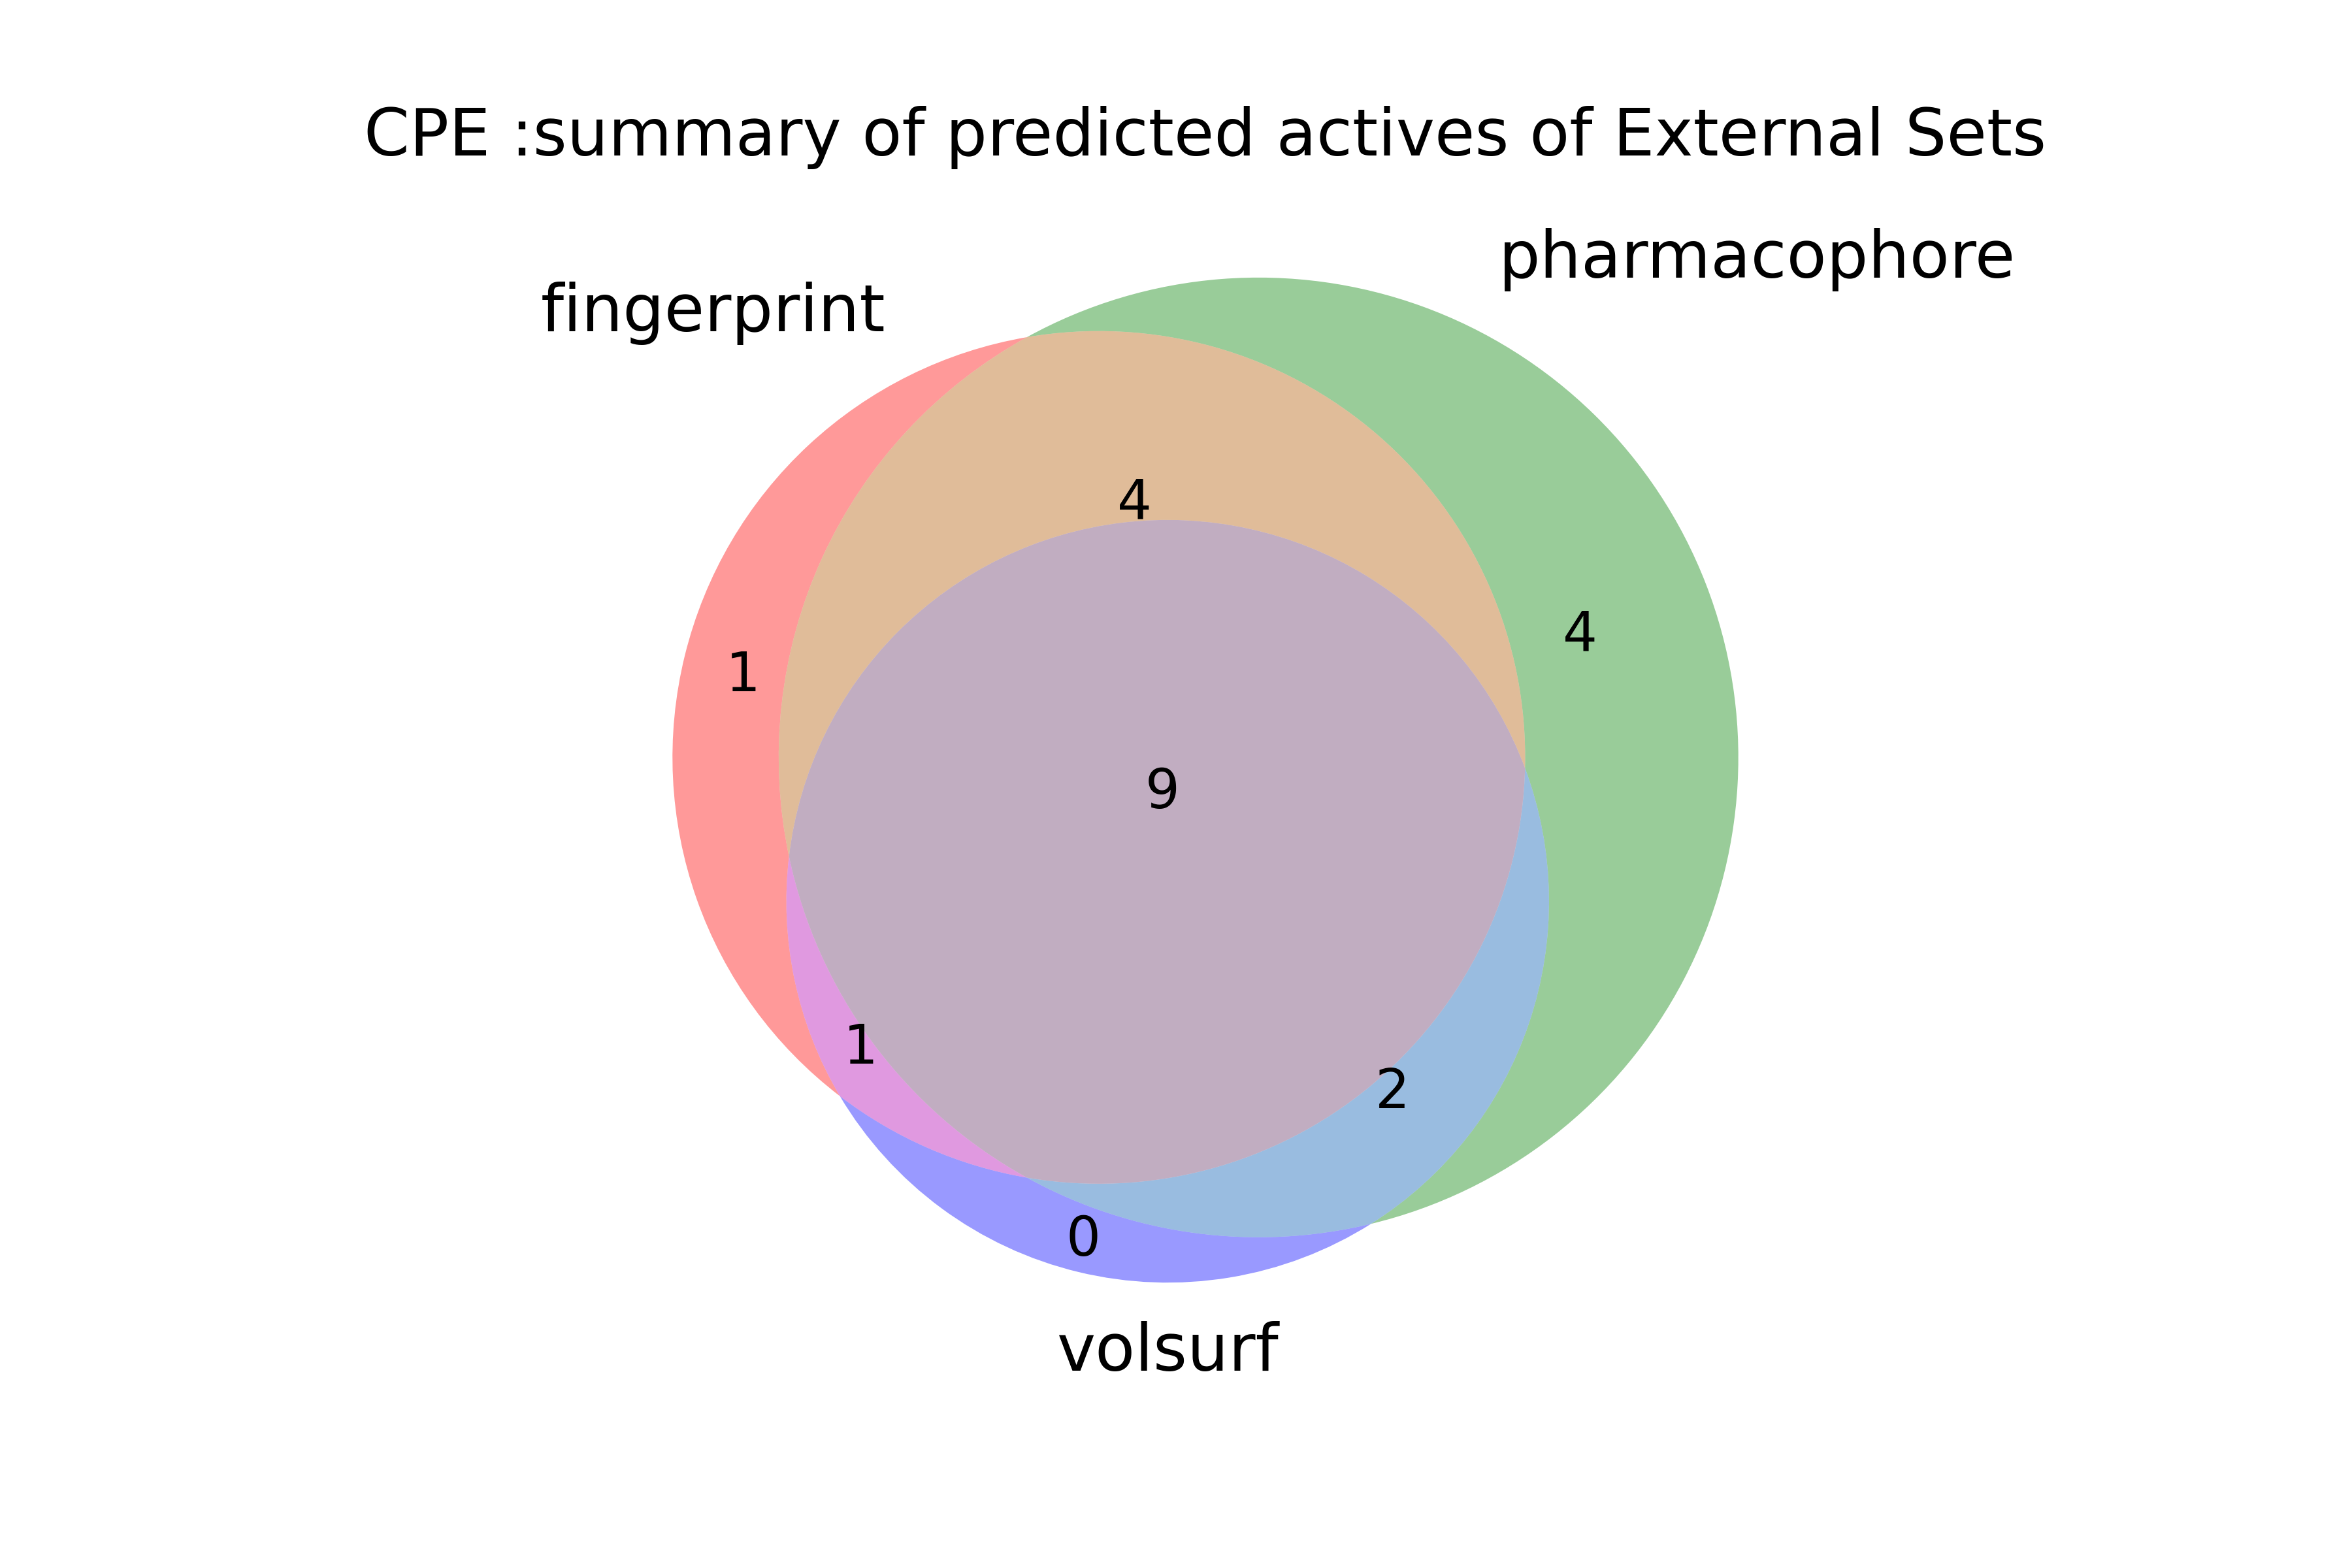 CPE :summary of predicted actives of External Sets
pharmacophore
fingerprint
4
4
1
9
1
2
0
volsurf